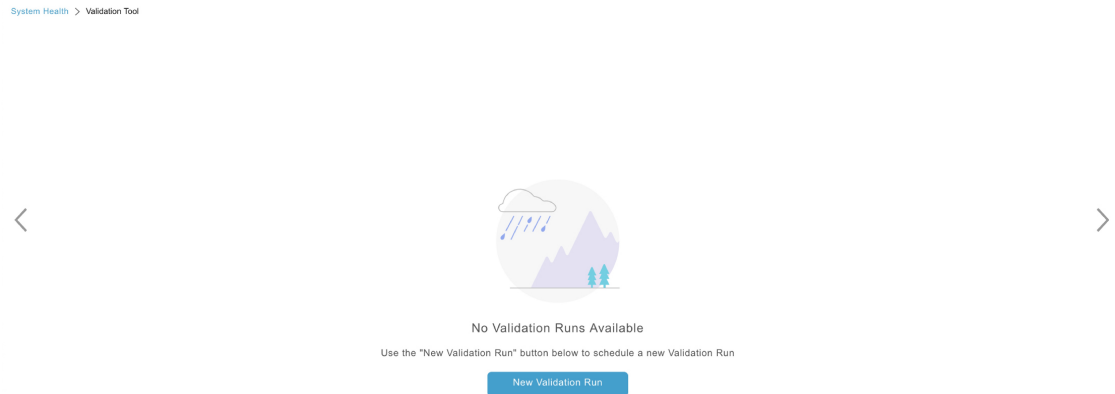 System Health > Validation Tool
No Validation Runs Available
Use the "New Validation Run" button below to schedule a new Validation Run
New Validation Run